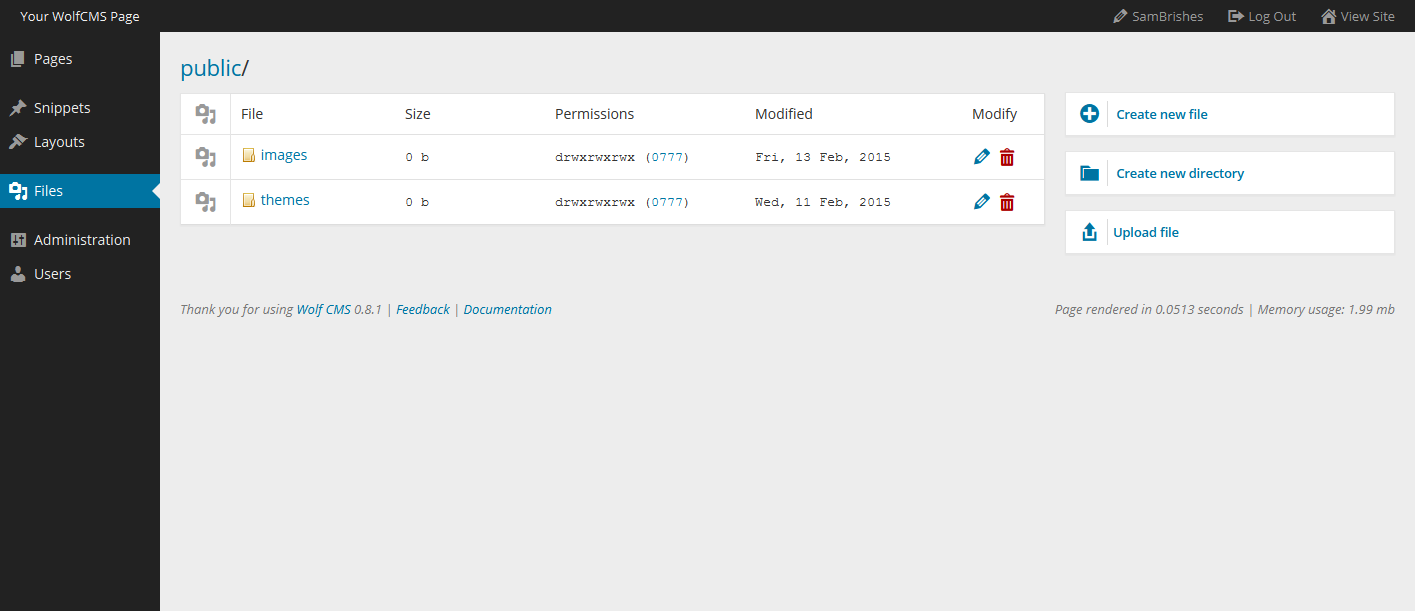 Your WolfCMS Page
SamBrishes
Log Out
View Site
Pages
Snippets
Layouts
Files
Administration
Users
public/
File Size Permissions Modified Modify
images 0 b drwxrwxrwx (0777) Fri, 13 Feb, 2015
themes 0 b drwxrwxrwx (0777) Wed, 11 Feb, 2015
Create new file
Create new directory
Upload file
Thank you for using Wolf CMS 0.8.1 | Feedback | Documentation
Page rendered in 0.0513 seconds | Memory usage: 1.99 mb